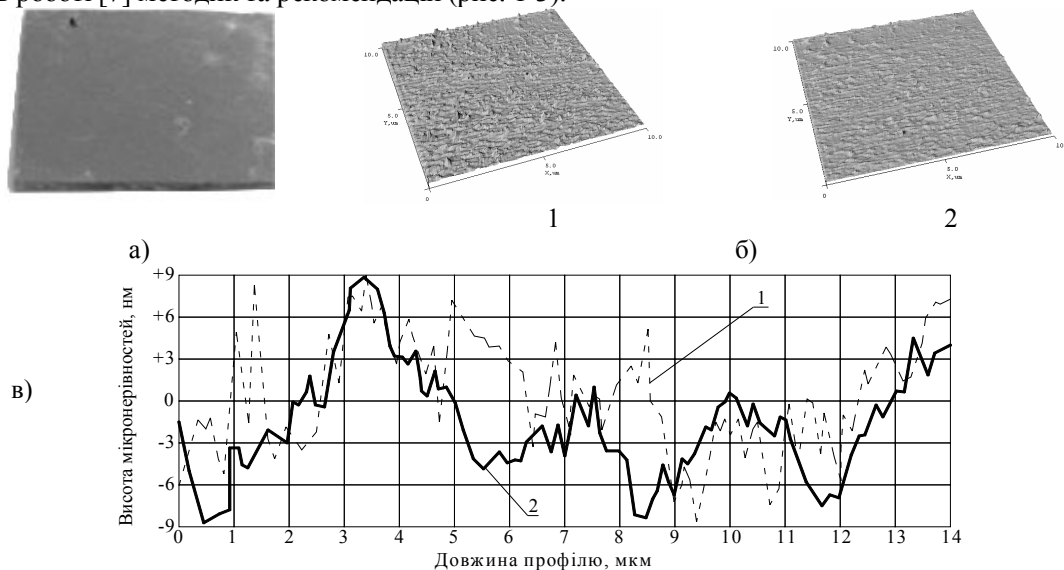 роботі [7] методик та рекомендацій (рис. 1-3).
10.0
5.0
Y,um
0
5.0
X,um
10.0
10.0
5.0
Y,um
0
5.0
X,um
1
2
а)
б)
в)
Висота мікронерівностей, нм
+9
+6
+3
0
-3
-6
-9
1
2
0 1 2 3 4 5 6 7 8 9 10 11 12 13 14
Довжина профілю, мкм